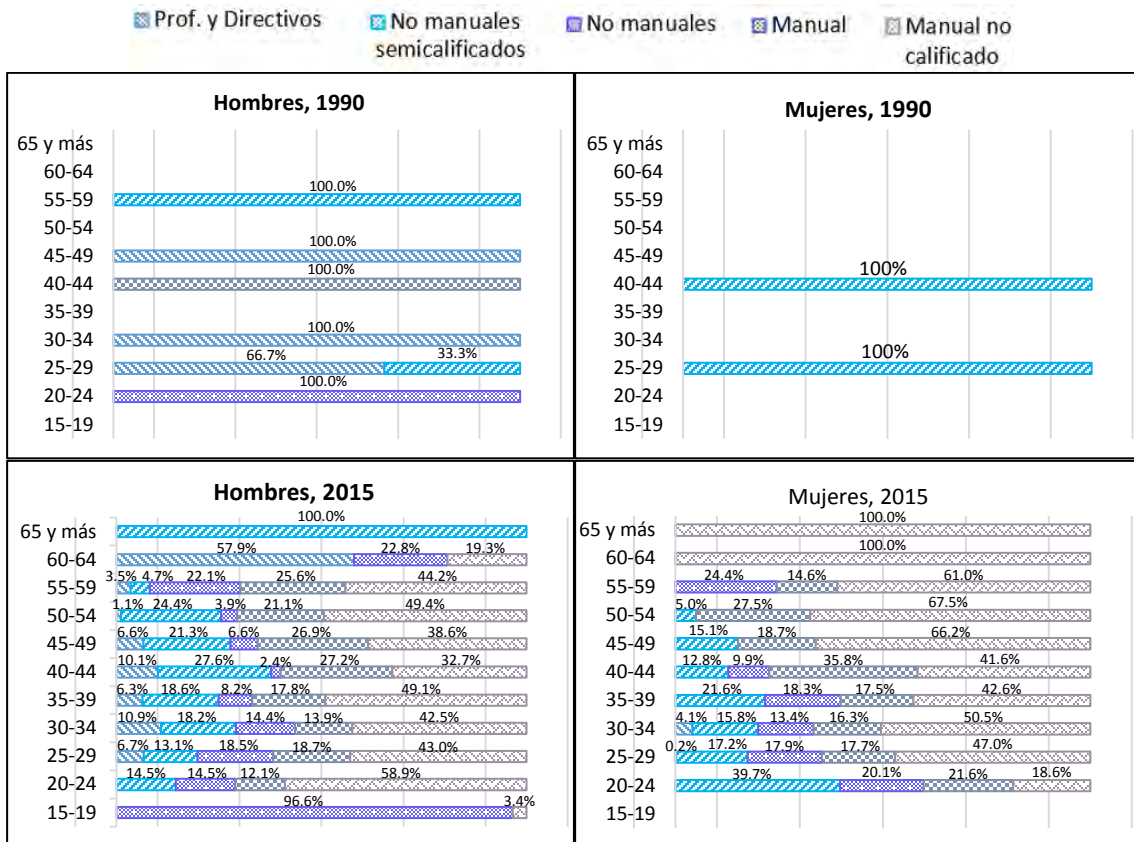 Prof. y Directivos No manuales semicalificados No manuales Manual Manual no calificado
Hombres, 1990
65 y más
60-64
100.0%
55-59
50-54
100.0%
45-49
100.0%
40-44
35-39
100.0%
30-34
66.7% 33.3%
25-29
100.0%
20-24
15-19
Mujeres, 1990
65 y más
60-64
55-59
50-54
45-49
100%
40-44
35-39
30-34
100%
25-29
20-24
15-19
Hombres, 2015
100.0%
65 y más
57.9% 22.8% 19.3%
60-64
3.5% 4.7% 22.1% 25.6% 44.2%
55-59
1.1% 24.4% 3.9% 21.1% 49.4%
50-54
6.6% 21.3% 6.6% 26.9% 38.6%
45-49
10.1% 27.6% 2.4% 27.2% 32.7%
40-44
6.3% 18.6% 8.2% 17.8% 49.1%
35-39
10.9% 18.2% 14.4% 13.9% 42.5%
30-34
6.7% 13.1% 18.5% 18.7% 43.0%
25-29
14.5% 14.5% 12.1% 58.9%
20-24
96.6% 3.4%
15-19
Mujeres, 2015
100.0%
65 y más
100.0%
60-64
24.4% 14.6% 61.0%
55-59
5.0% 27.5% 67.5%
50-54
15.1% 18.7% 66.2%
45-49
12.8% 9.9% 35.8% 41.6%
40-44
21.6% 18.3% 17.5% 42.6%
35-39
4.1% 15.8% 13.4% 16.3% 50.5%
30-34
0.2% 17.2% 17.9% 17.7% 47.0%
25-29
39.7% 20.1% 21.6% 18.6%
20-24
15-19